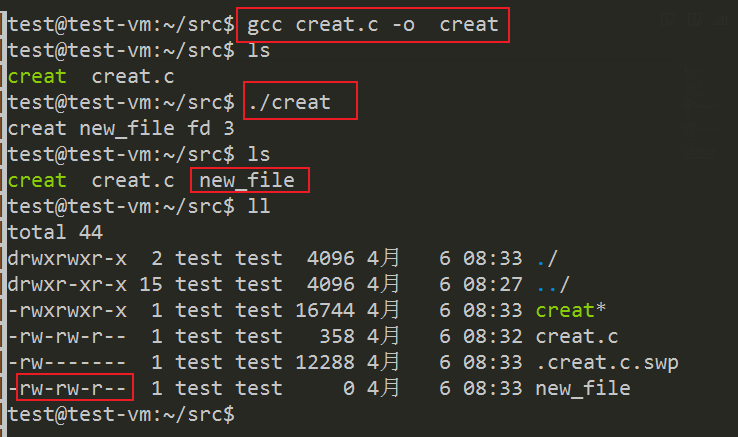 test@test-vm:~/src$ gcc creat.c -o  creat
test@test-vm:~/src$ ls
creat  creat.c
test@test-vm:~/src$ ./creat
creat new_file fd 3
test@test-vm:~/src$ ls
creat  creat.c  new_file
test@test-vm:~/src$ ll
total 44
drwxrwxr-x  2 test test  4096 4月   6 08:33 ./
drwxr-xr-x 15 test test  4096 4月   6 08:27 ../
-rwxrwxr-x  1 test test 16744 4月   6 08:33 creat*
-rw-rw-r--  1 test test   358 4月   6 08:32 creat.c
-rw-------  1 test test 12288 4月   6 08:33 .creat.c.swp
-rw-rw-r--  1 test test     0 4月   6 08:33 new_file
test@test-vm:~/src$